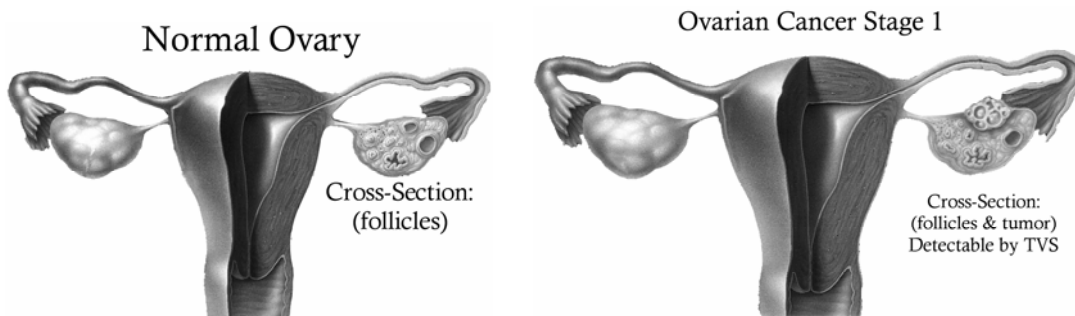 Normal Ovary
Cross-Section:
(follicles)
Ovarian Cancer Stage 1
Cross-Section:
(follicles & tumor)
Detectable by TVS